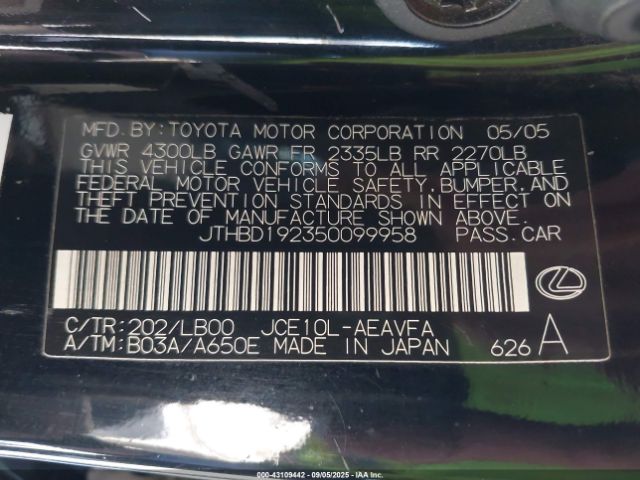 MFD.BY:TOYOTA MOTOR CORPORATION 05/05
GVWR 4300LB GAWR FR 2335LB RR 2270LB
THIS VEHICLE CONFORMS TO ALL APPLICABLE
FEDERAL MOTOR VEHICLE SAFETY,BUMPER,AND
THEFT PREVENTION STANDARDS IN EFFECT ON
THE DATE OF MANUFACTURE SHOWN ABOVE.
JTHBD192350099958 PASS.CAR
C/TR:202/LB00 JCE10L-AEAVFA
A/TM:B03A/A650E MADE IN JAPAN 626 A
000-43109442 - 09/05/2025 - IAA Inc.